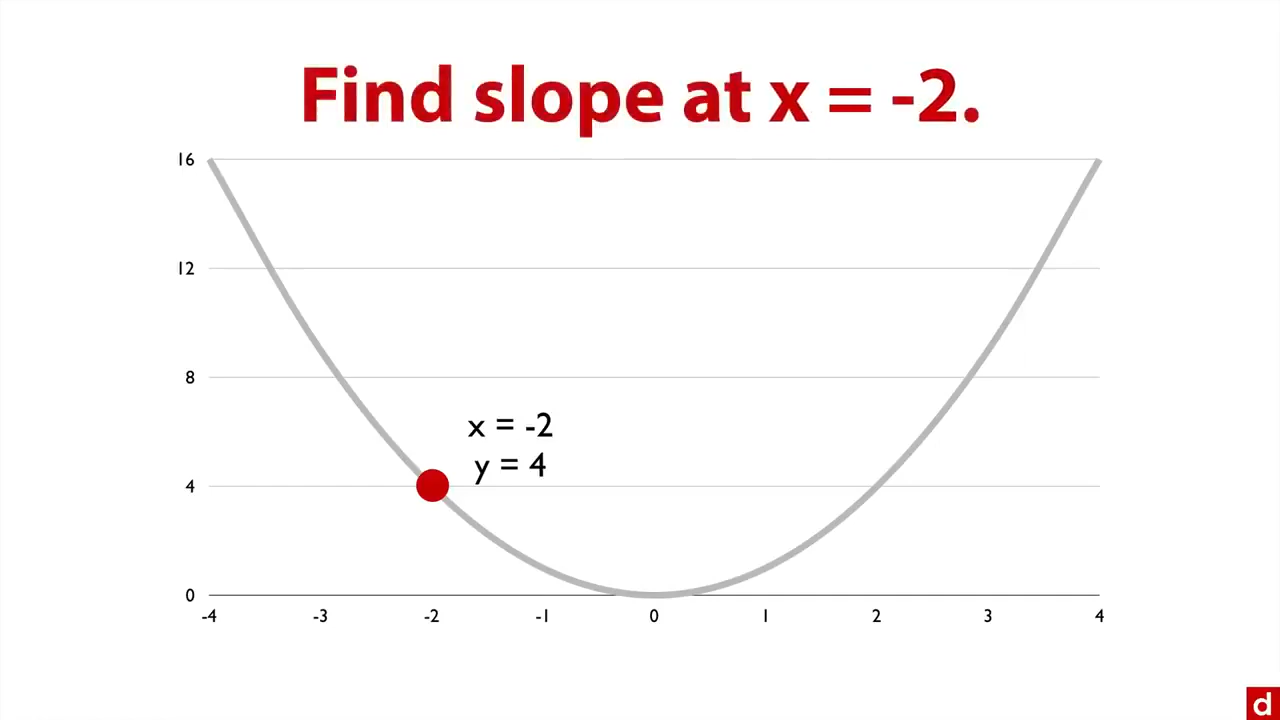 Find slope at x = -2.
16
12
8
x = -2
y = 4
4
0
-4 -3 -2 -1 0 1 2 3 4
d